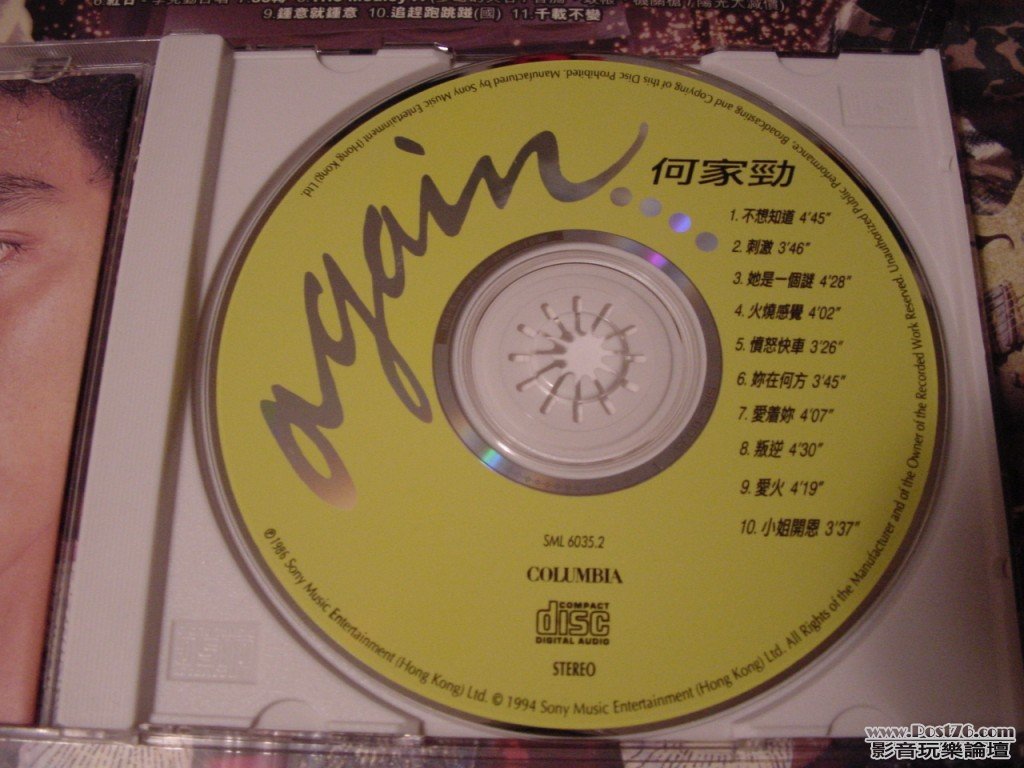 9.鍾意就鍾意 10.追趕跑跳踫(國) 11.千載不變
again....
何家勁
1. 不想知道 4'45"
2. 刺激 3'46"
3. 她是一個謎 4'28"
4. 火燒感覺 4'02"
5. 憤怒快車 3'26"
6. 妳在何方 3'45"
7. 愛着妳 4'07"
8. 叛逆 4'30"
9. 愛火 4'19"
10. 小姐開恩 3'37"
SML 6035.2
COLUMBIA
COMPACT
disc
DIGITAL AUDIO
STEREO
℗ 1986 Sony Music Entertainment (Hong Kong) Ltd. © 1994 Sony Music Entertainment (Hong Kong) Ltd. All Rights of the Manufacturer and of the Owner of the Recorded Work Reserved. Unauthorized Public Performance, Broadcasting and Copying of this Disc Prohibited. Manufactured by Sony Music Entertainment (Hong Kong) Ltd.
www.Post76.com
影音玩樂論壇